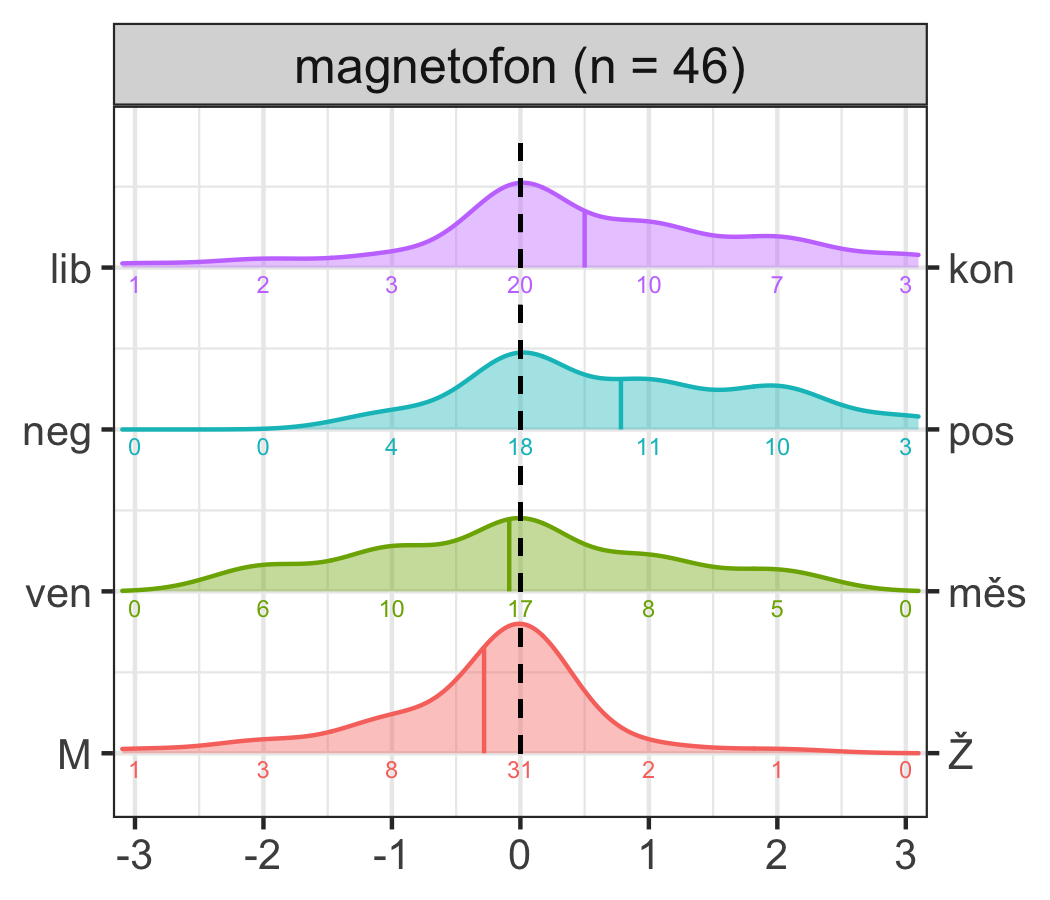 magnetofon (n = 46)
lib kon
1 2 3 20 10 7 3
neg pos
0 0 4 18 11 10 3
ven měs
0 6 10 17 8 5 0
M Ž
1 3 8 31 2 1 0
-3 -2 -1 0 1 2 3